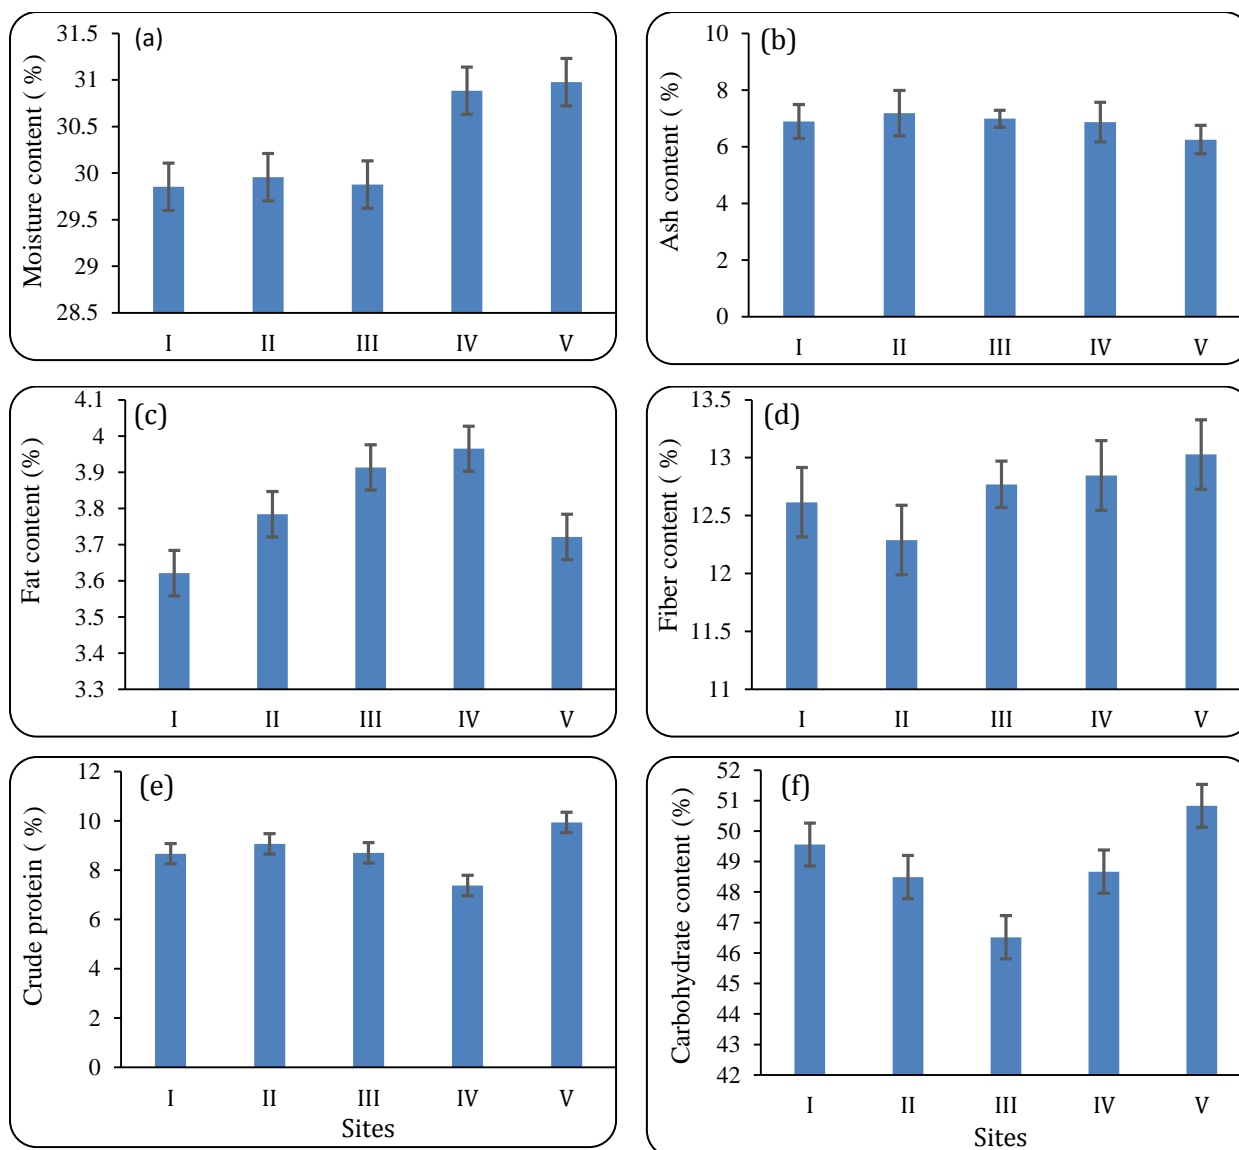 (a)
Moisture content ( %)
31.5
31
30.5
30
29.5
29
28.5
I II III IV V
(b)
Ash content ( %)
10
8
6
4
2
0
I II III IV V
(c)
Fat content (%)
4.1
4
3.9
3.8
3.7
3.6
3.5
3.4
3.3
I II III IV V
(d)
Fiber content ( %)
13.5
13
12.5
12
11.5
11
I II III IV V
(e)
Crude protein ( %)
12
10
8
6
4
2
0
I II III IV V
Sites
(f)
Carbohydrate content (%)
52
51
50
49
48
47
46
45
44
43
42
I II III IV V
Sites